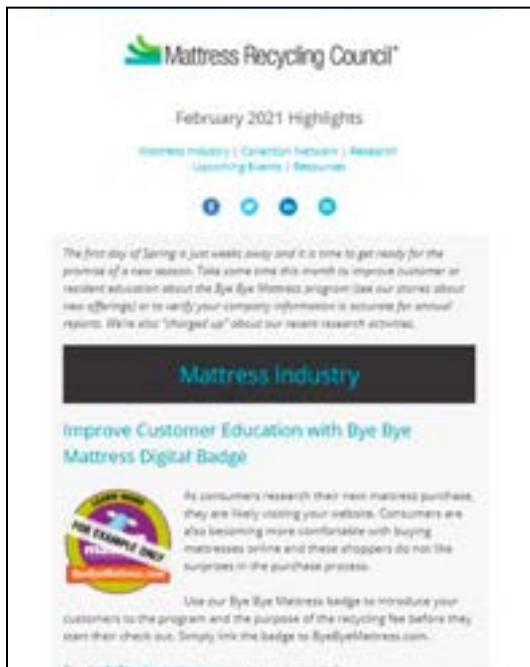 Mattress Recycling Council
February 2021 Highlights
Mattress Industry | Collection Network | Research
Upcoming Events | Resources
The first day of Spring is just weeks away and it is time to get ready for the
promise of a new season. Take some time this month to improve customer or
resident education about the Bye Bye Mattress program (see our stories about
new offerings) or to verify your company information is accurate for annual
reports. We're also "charged up" about our recent research activities.
Mattress Industry
Improve Customer Education with Bye Bye
Mattress Digital Badge
LEARN MORE
FOR EXAMPLE ONLY
ByeByeMattress.com
As consumers research their next mattress purchase,
they are likely visiting your website. Consumers are
also becoming more comfortable with buying
mattresses online and these shoppers do not like
surprises in the purchase process.
Use our Bye Bye Mattress badge to introduce your
customers to the program and the purpose of the recycling fee before they
start their check out. Simply link the badge to ByeByeMattress.com.